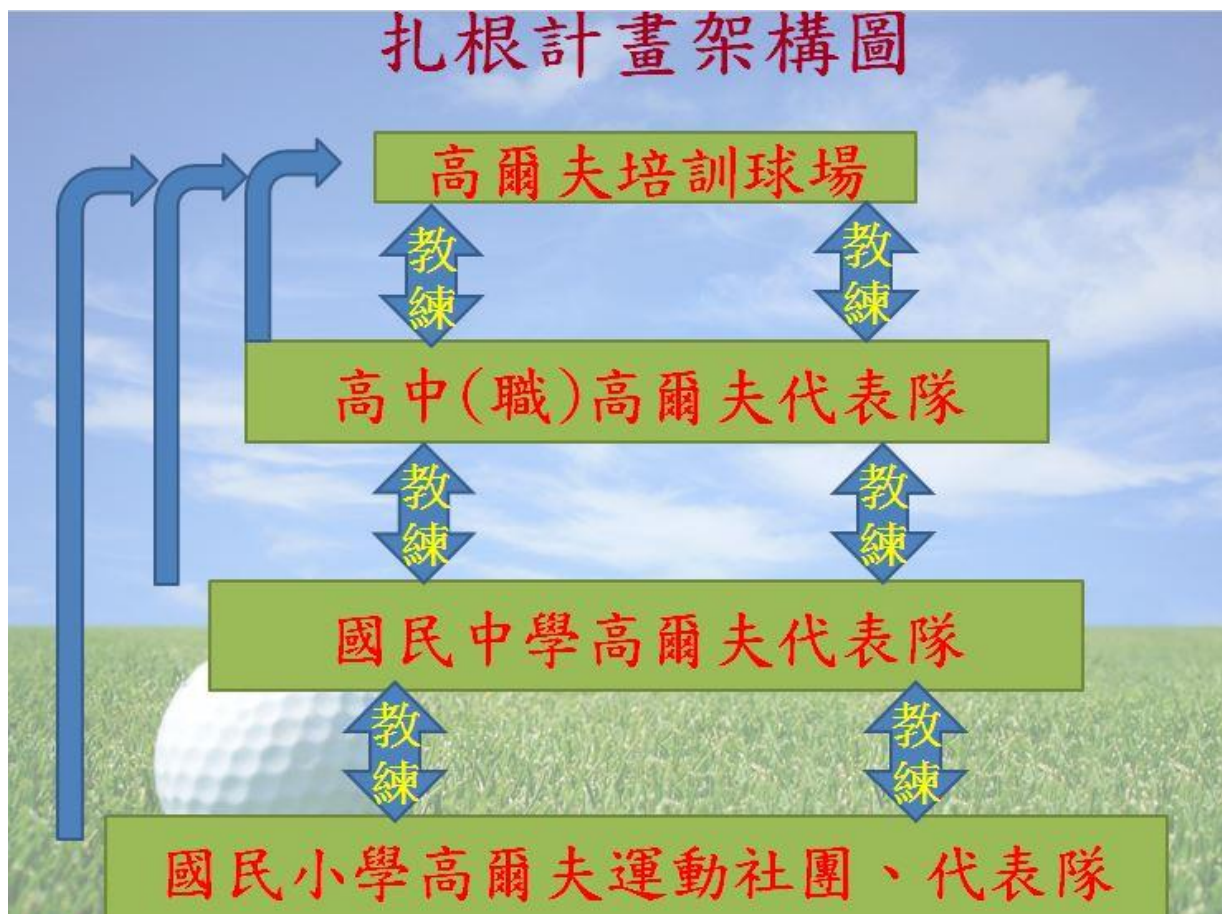 扎根計畫架構圖
高爾夫培訓球場
教練
教練
高中(職)高爾夫代表隊
教練
教練
國民中學高爾夫代表隊
教練
教練
國民小學高爾夫運動社團、代表隊